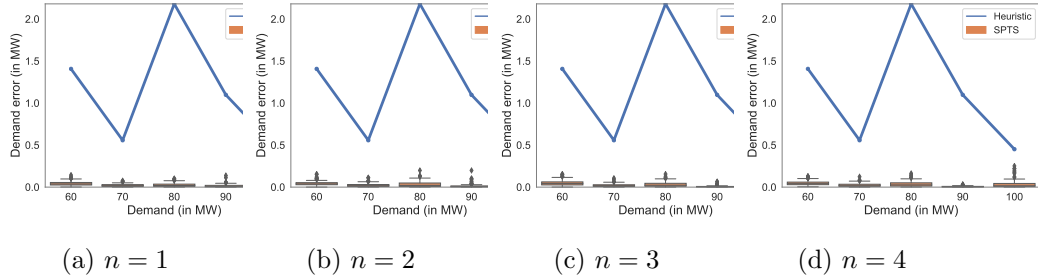 2.0
1.5
1.0
0.5
0.0
Demand error (in MW)
60 70 80 90
Demand (in MW)
(a) n = 1
2.0
1.5
1.0
0.5
0.0
Demand error (in MW)
60 70 80 90
Demand (in MW)
(b) n = 2
2.0
1.5
1.0
0.5
0.0
Demand error (in MW)
60 70 80 90
Demand (in MW)
(c) n = 3
2.0
1.5
1.0
0.5
0.0
Demand error (in MW)
Heuristic
SPTS
60 70 80 90 100
Demand (in MW)
(d) n = 4